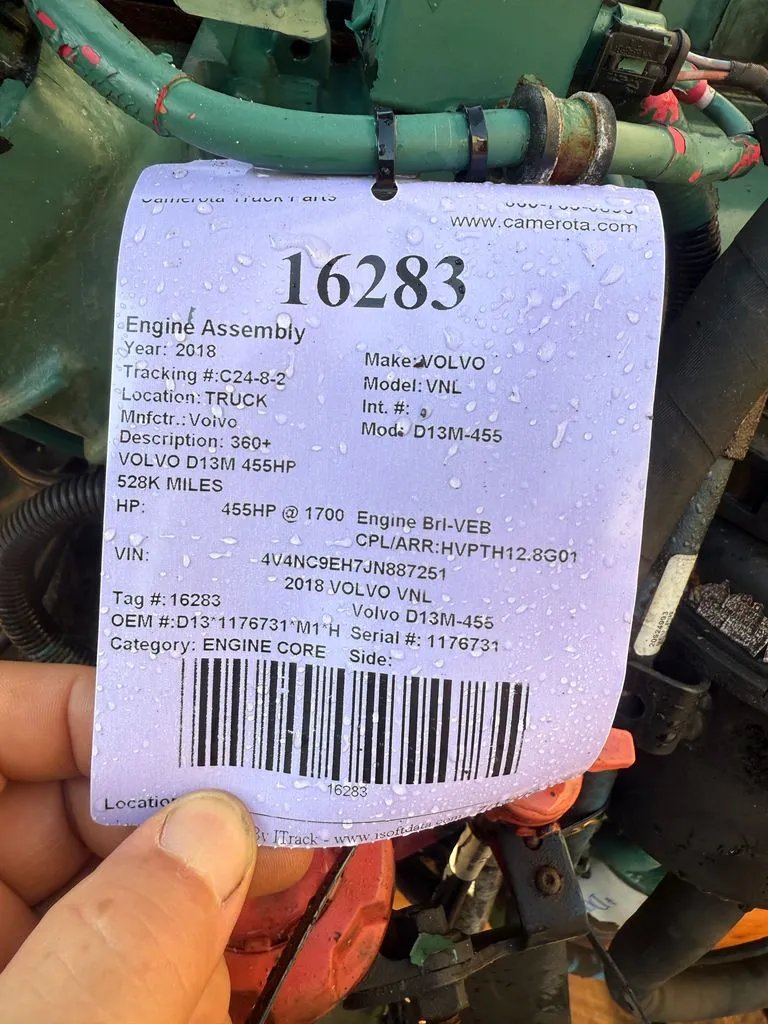 Camerota Truck Parts
www.camerota.com
16283
Engine Assembly
Year: 2018
Make: VOLVO
Tracking #:C24-8-2
Model: VNL
Location: TRUCK
Int. #:
Mnfctr.: Volvo
Mod: D13M-455
Description: 360+
VOLVO D13M 455HP
528K MILES
HP: 455HP @ 1700
Engine Brl-VEB
CPL/ARR:HVPTH12.8G01
VIN: 4V4NC9EH7JN887251
2018 VOLVO VNL
Tag #: 16283
Volvo D13M-455
OEM #:D13*1176731*M1*H Serial #: 1176731
Category: ENGINE CORE Side:
16283
Locatio
By ITrack - www.isoftdata.com
20924993